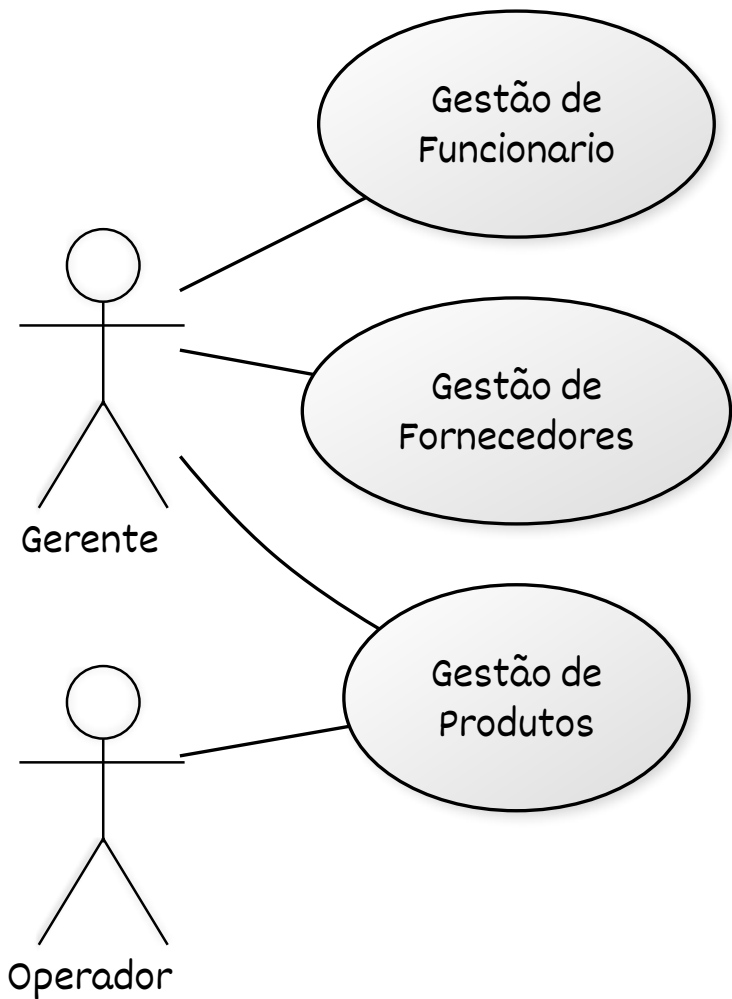 Gestão de
Funcionario
Gestão de
Fornecedores
Gerente
Gestão de
Produtos
Operador